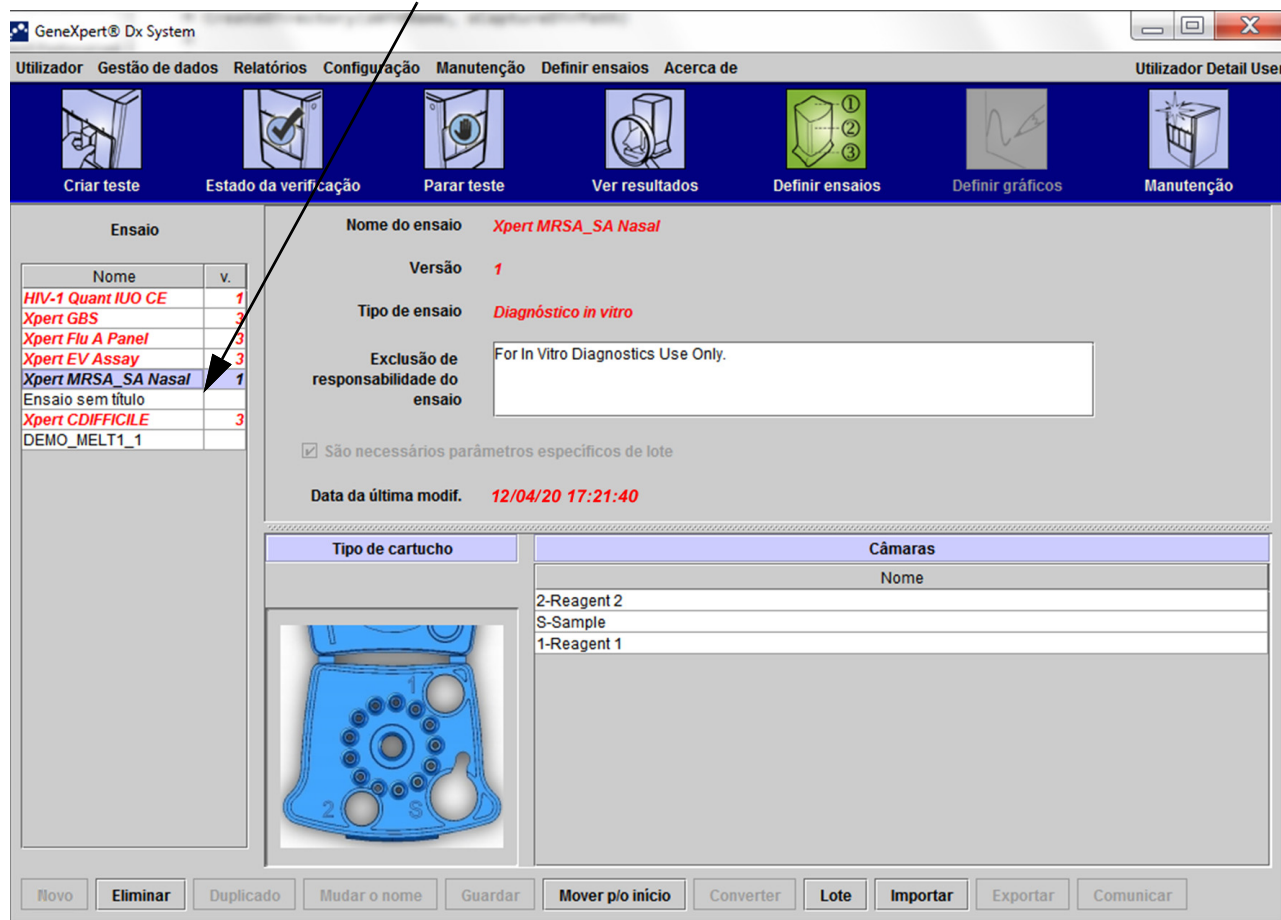 GeneXpert® Dx System
Utilizador Gestão de dados Relatórios Configuração Manutenção Definir ensaios Acerca de Utilizador Detail User
1
2
3
Criar teste Estado da verificação Parar teste Ver resultados Definir ensaios Definir gráficos Manutenção
Ensaio
Nome v.
HIV-1 Quant IUO CE 1
Xpert GBS 3
Xpert Flu A Panel 3
Xpert EV Assay 3
Xpert MRSA_SA Nasal 1
Ensaio sem título
Xpert CDIFFICILE 3
DEMO_MELT1_1
Nome do ensaio Xpert MRSA_SA Nasal
Versão 1
Tipo de ensaio Diagnóstico in vitro
Exclusão de
responsabilidade do
ensaio
For In Vitro Diagnostics Use Only.
São necessários parâmetros específicos de lote
Data da última modif. 12/04/20 17:21:40
Tipo de cartucho
1
2 S
Câmaras
Nome
2-Reagent 2
S-Sample
1-Reagent 1
Novo Eliminar Duplicado Mudar o nome Guardar Mover p/o início Converter Lote Importar Exportar Comunicar